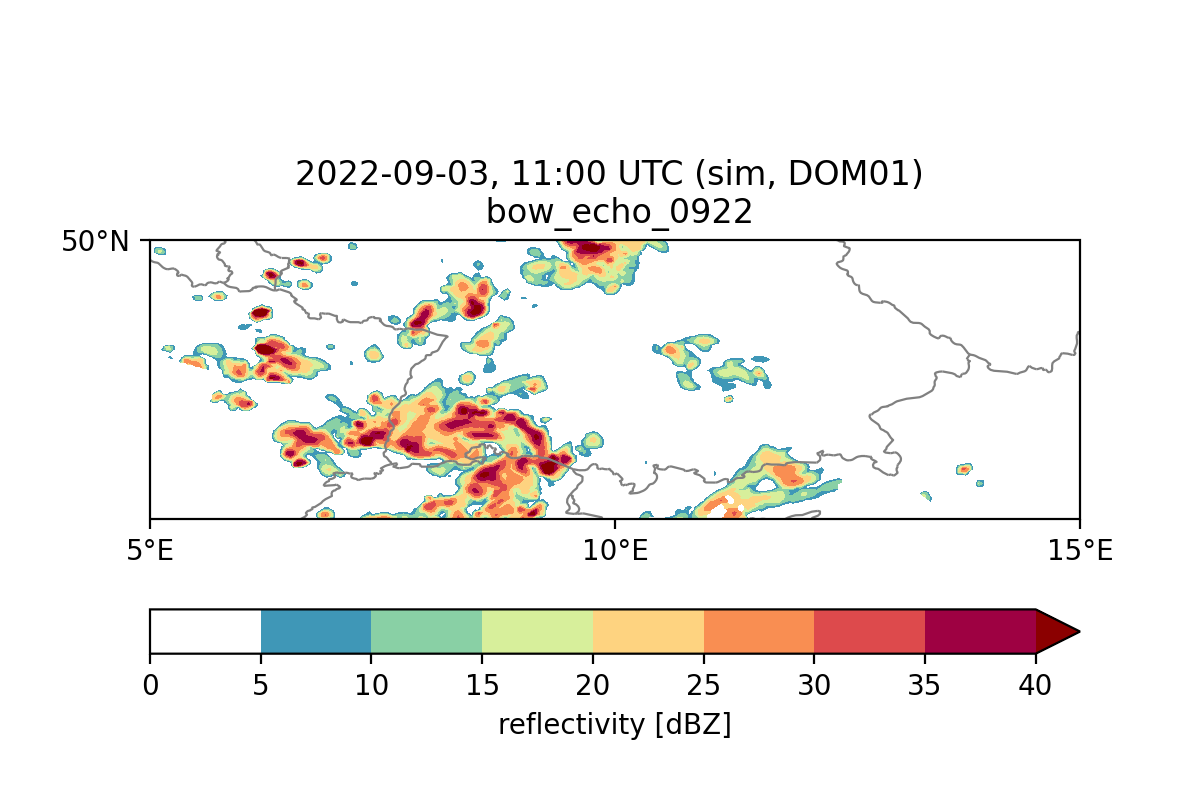 2022-09-03, 11:00 UTC (sim, DOM01)
bow_echo_0922
50°N
5°E 10°E 15°E
0 5 10 15 20 25 30 35 40
reflectivity [dBZ]